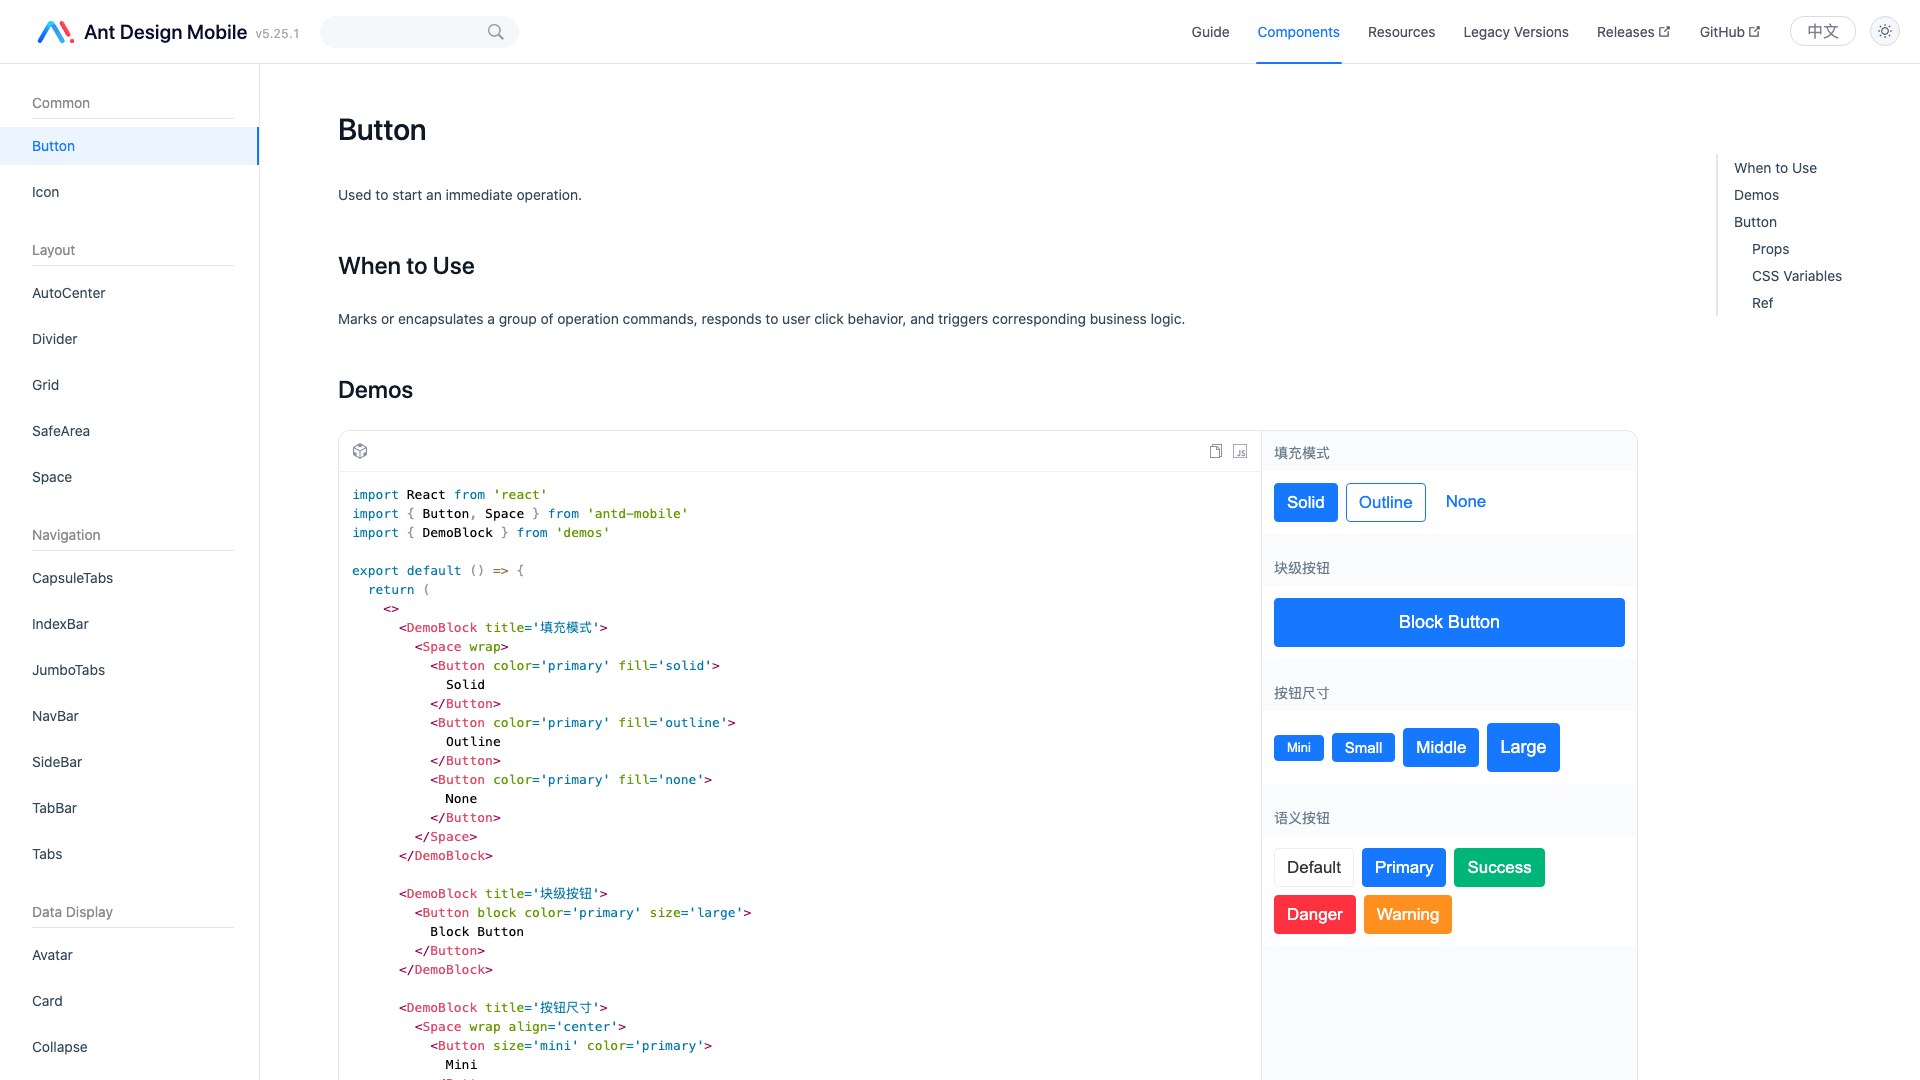 Ant Design Mobile v5.25.1
Guide
Components
Resources
Legacy Versions
Releases
GitHub
中文
Common
Button
Icon
Layout
AutoCenter
Divider
Grid
SafeArea
Space
Navigation
CapsuleTabs
IndexBar
JumboTabs
NavBar
SideBar
TabBar
Tabs
Data Display
Avatar
Card
Collapse
Button
Used to start an immediate operation.
When to Use
Marks or encapsulates a group of operation commands, responds to user click behavior, and triggers corresponding business logic.
Demos
JS
import React from 'react'
import { Button, Space } from 'antd-mobile'
import { DemoBlock } from 'demos'
export default () => {
return (
<>
<DemoBlock title='填充模式'>
<Space wrap>
<Button color='primary' fill='solid'>
Solid
</Button>
<Button color='primary' fill='outline'>
Outline
</Button>
<Button color='primary' fill='none'>
None
</Button>
</Space>
</DemoBlock>
<DemoBlock title='块级按钮'>
<Button block color='primary' size='large'>
Block Button
</Button>
</DemoBlock>
<DemoBlock title='按钮尺寸'>
<Space wrap align='center'>
<Button size='mini' color='primary'>
Mini
填充模式
Solid
Outline
None
块级按钮
Block Button
按钮尺寸
Mini
Small
Middle
Large
语义按钮
Default
Primary
Success
Danger
Warning
When to Use
Demos
Button
Props
CSS Variables
Ref